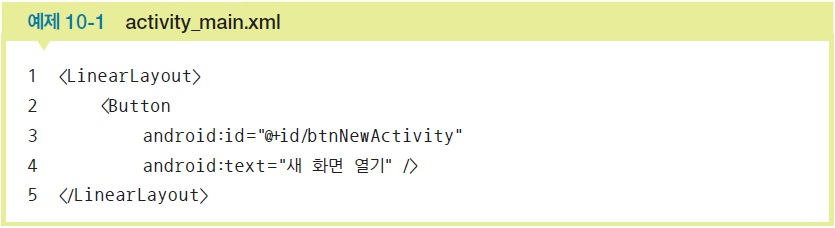 예제 10-1 activity_main.xml
1 <LinearLayout>
2 <Button
3 android:id="@+id/btnNewActivity"
4 android:text="새 화면 열기" />
5 </LinearLayout>